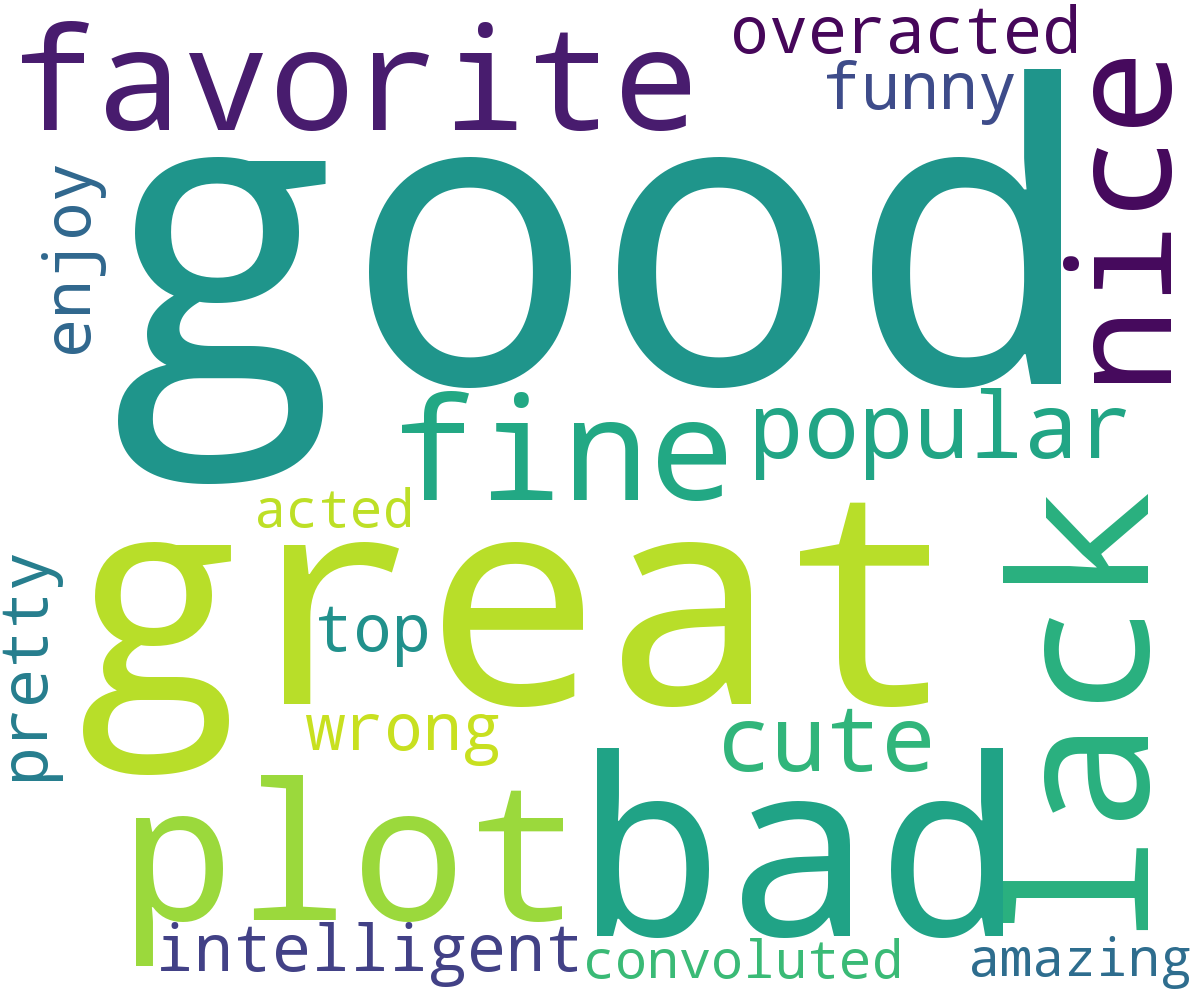 overacted
favorite
funny
nice
good
enjoy
fine
popular
acted
great
lack
pretty
top
wrong
cute
plot
bad
intelligent
convoluted
amazing